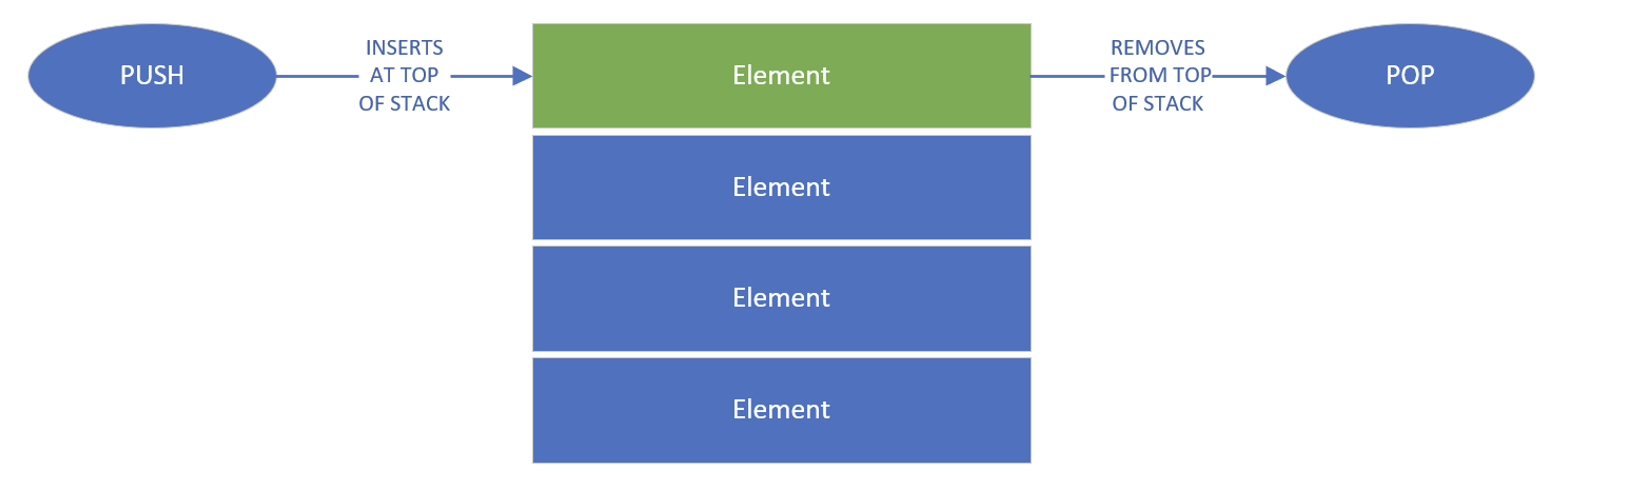 PUSH
INSERTS
AT TOP
OF STACK
Element
REMOVES
FROM TOP
OF STACK
POP
Element
Element
Element